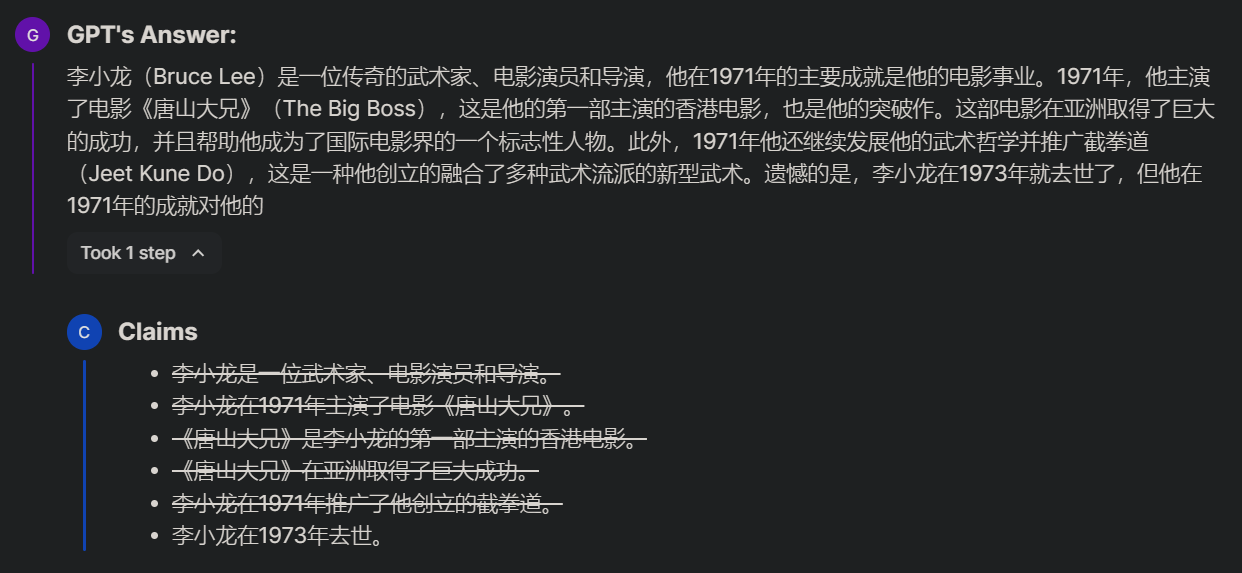 G
GPT's Answer:
李小龙（Bruce Lee）是一位传奇的武术家、电影演员和导演，他在1971年的主要成就是他的电影事业。1971年，他主演
了电影《唐山大兄》（The Big Boss），这是他的第一部主演的香港电影，也是他的突破作。这部电影在亚洲取得了巨大
的成功，并且帮助他成为了国际电影界的一个标志性人物。此外，1971年他还继续发展他的武术哲学并推广截拳道
（Jeet Kune Do），这是一种他创立的融合了多种武术流派的新型武术。遗憾的是，李小龙在1973年就去世了，但他在
1971年的成就对他的
Took 1 step
C
Claims
李小龙是一位武术家、电影演员和导演。
李小龙在1971年主演了电影《唐山大兄》。
《唐山大兄》是李小龙的第一部主演的香港电影。
《唐山大兄》在亚洲取得了巨大成功。
李小龙在1971年推广了他创立的截拳道。
李小龙在1973年去世。